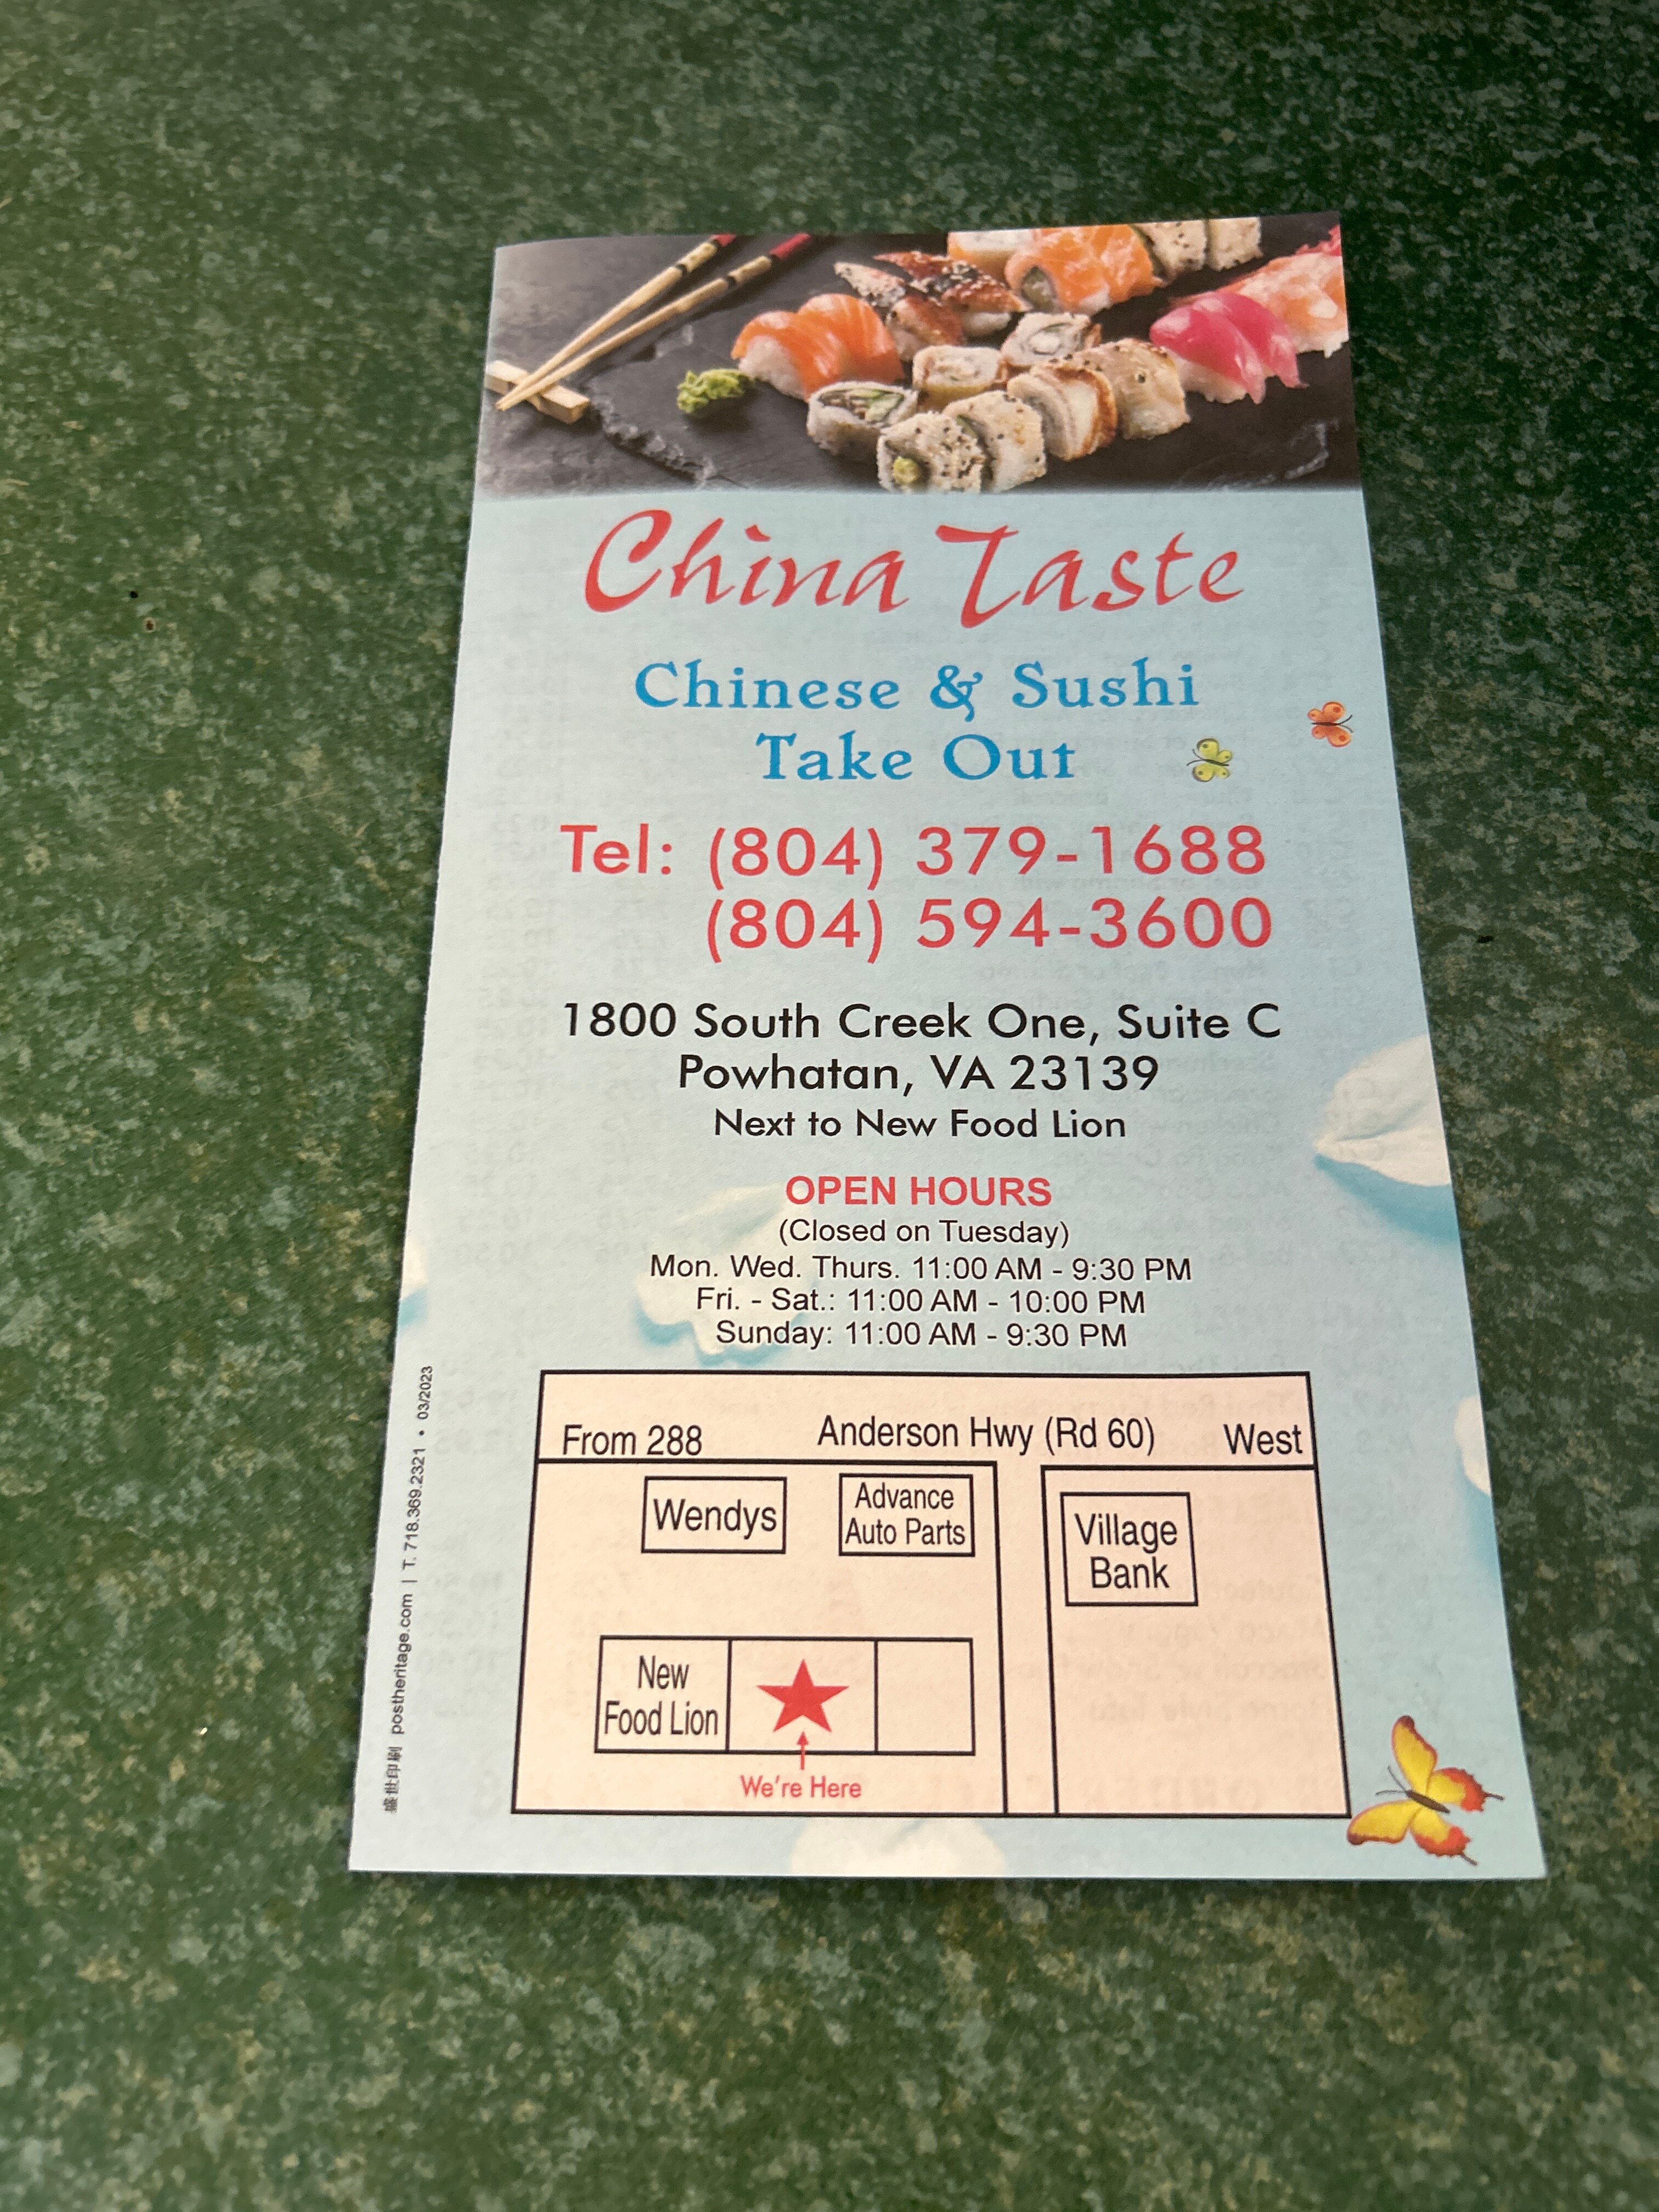 China Taste
Chinese & Sushi
Take Out
Tel: (804) 379-1688
(804) 594-3600
1800 South Creek One, Suite C
Powhatan, VA 23139
Next to New Food Lion
OPEN HOURS
(Closed on Tuesday)
Mon. Wed. Thurs. 11:00 AM - 9:30 PM
Fri. - Sat.: 11:00 AM - 10:00 PM
Sunday: 11:00 AM - 9:30 PM
From 288 Anderson Hwy (Rd 60) West
Wendys
Advance
Auto Parts
Village
Bank
New
Food Lion
We're Here
盛世印刷 postheritage.com | T. 718.369.2321 • 03/2023